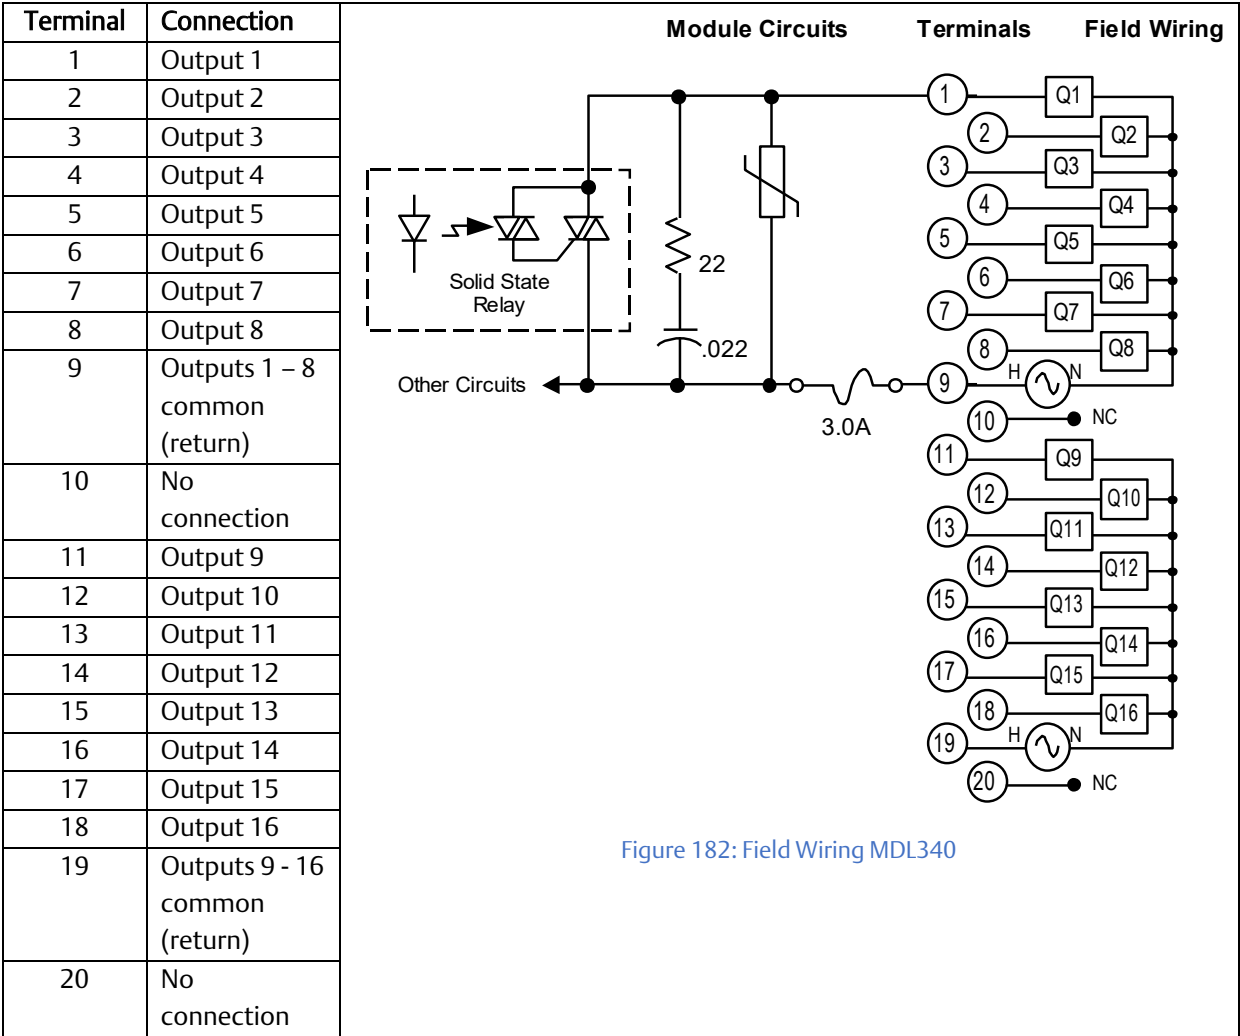 Terminal Connection
1 Output 1
2 Output 2
3 Output 3
4 Output 4
5 Output 5
6 Output 6
7 Output 7
8 Output 8
9 Outputs 1 – 8
common
(return)
10 No
connection
11 Output 9
12 Output 10
13 Output 11
14 Output 12
15 Output 13
16 Output 14
17 Output 15
18 Output 16
19 Outputs 9 - 16
common
(return)
20 No
connection
Module Circuits Terminals Field Wiring
Solid State
Relay
22
.022
Other Circuits
3.0A
1 Q1
2 Q2
3 Q3
4 Q4
5 Q5
6 Q6
7 Q7
8 Q8
9 H N
10 NC
11 Q9
12 Q10
13 Q11
14 Q12
15 Q13
16 Q14
17 Q15
18 Q16
19 H N
20 NC
Figure 182: Field Wiring MDL340